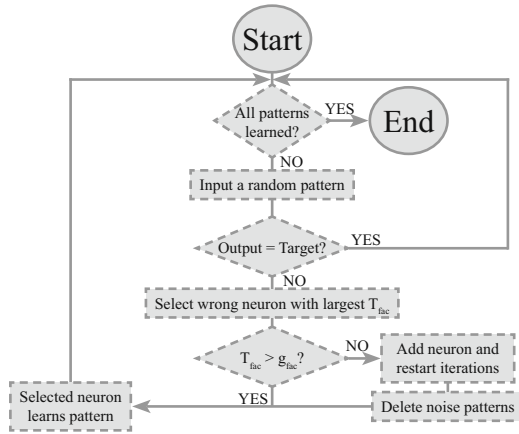 Start
All patterns
learned?
YES
End
NO
Input a random pattern
Output = Target?
YES
NO
Select wrong neuron with largest T_fac
T_fac > g_fac?
NO
Add neuron and
restart iterations
YES
Selected neuron
learns pattern
Delete noise patterns